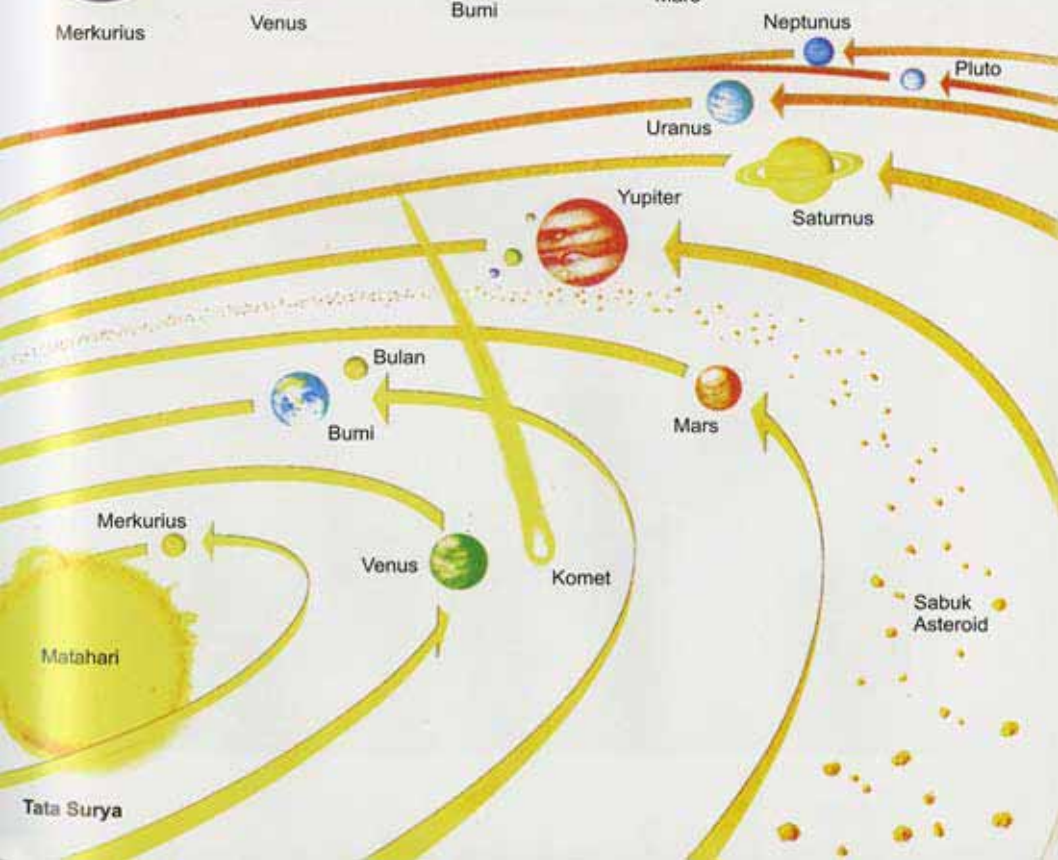 Merkurius
Venus
Bumi
Neptunus
Pluto
Uranus
Yupiter
Saturnus
Bulan
Bumi
Mars
Merkurius
Venus
Komet
Sabuk
Asteroid
Matahari
Tata Surya